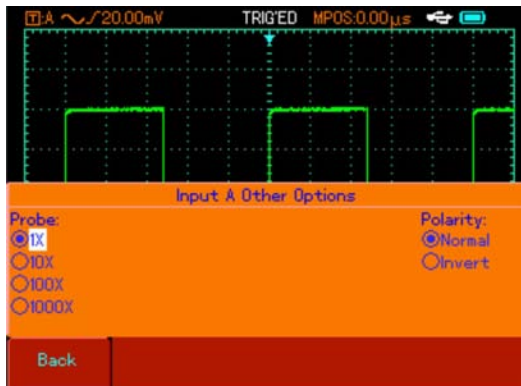 T:A 20.00mV TRIG'ED MPOS:0.00μs
Input A Other Options
Probe: Polarity:
1X Normal
10X Invert
100X
1000X
Back